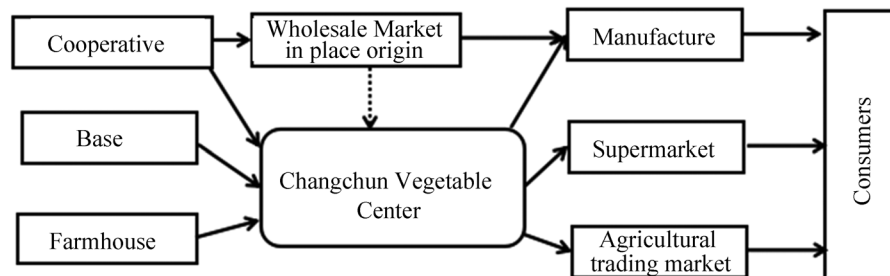 Cooperative
Wholesale Market
in place origin
Manufacture
Base
Changchun Vegetable
Center
Supermarket
Farmhouse
Agricultural
trading market
Consumers